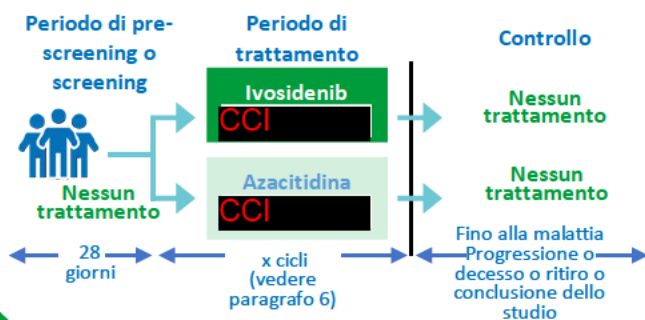 Periodo di pre-
screening o
screening
Periodo di
trattamento
Controllo
Ivosidenib
CCI
Nessun
trattamento
Nessun
trattamento
Azacitidina
CCI
Nessun
trattamento
28
giorni
x cicli
(vedere
paragrafo 6)
Fino alla malattia
Progressione o
decesso o ritiro o
conclusione dello
studio